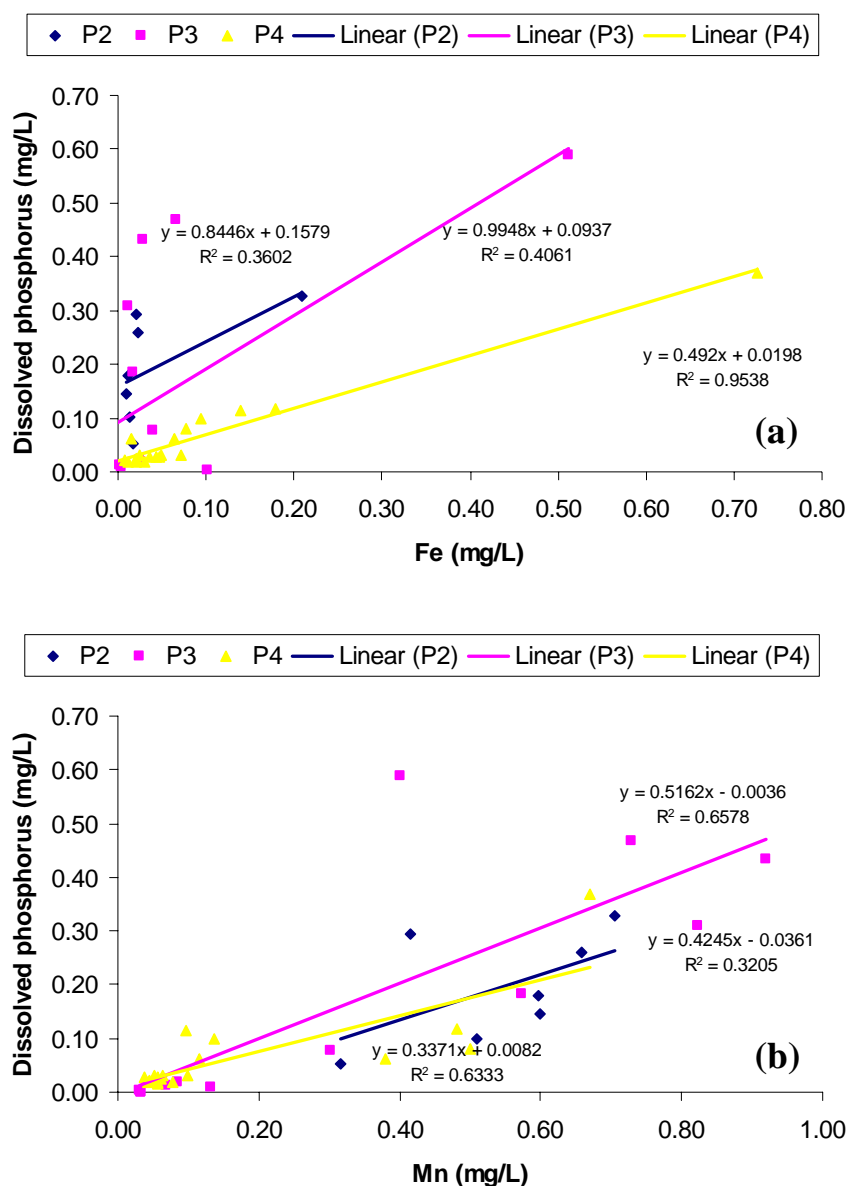 P2 P3 P4 Linear (P2) Linear (P3) Linear (P4)
0.70
0.60
0.50
0.40
0.30
0.20
0.10
0.00
Dissolved phosphorus (mg/L)
y = 0.8446x + 0.1579
R² = 0.3602
y = 0.9948x + 0.0937
R² = 0.4061
y = 0.492x + 0.0198
R² = 0.9538
(a)
0.00 0.10 0.20 0.30 0.40 0.50 0.60 0.70 0.80
Fe (mg/L)
P2 P3 P4 Linear (P2) Linear (P3) Linear (P4)
0.70
0.60
0.50
0.40
0.30
0.20
0.10
0.00
Dissolved phosphorus (mg/L)
y = 0.5162x - 0.0036
R² = 0.6578
y = 0.4245x - 0.0361
R² = 0.3205
y = 0.3371x + 0.0082
R² = 0.6333
(b)
0.00 0.20 0.40 0.60 0.80 1.00
Mn (mg/L)